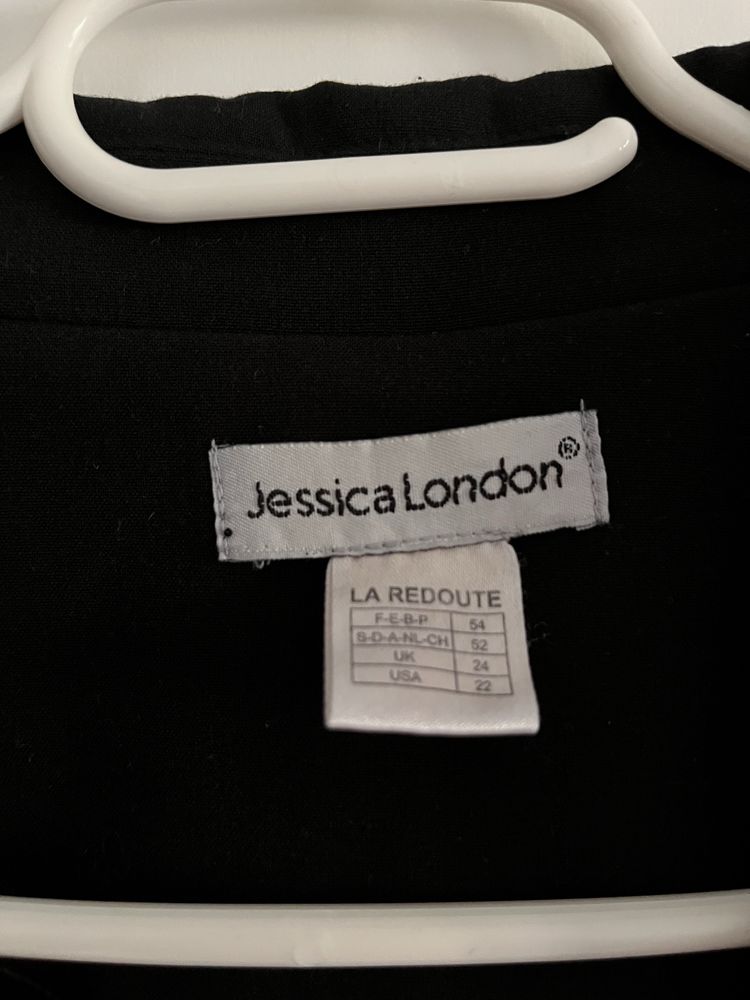 Jessica London®
LA REDOUTE
F-E-B-P 54
S-D-A-NL-CH 52
UK 24
USA 22